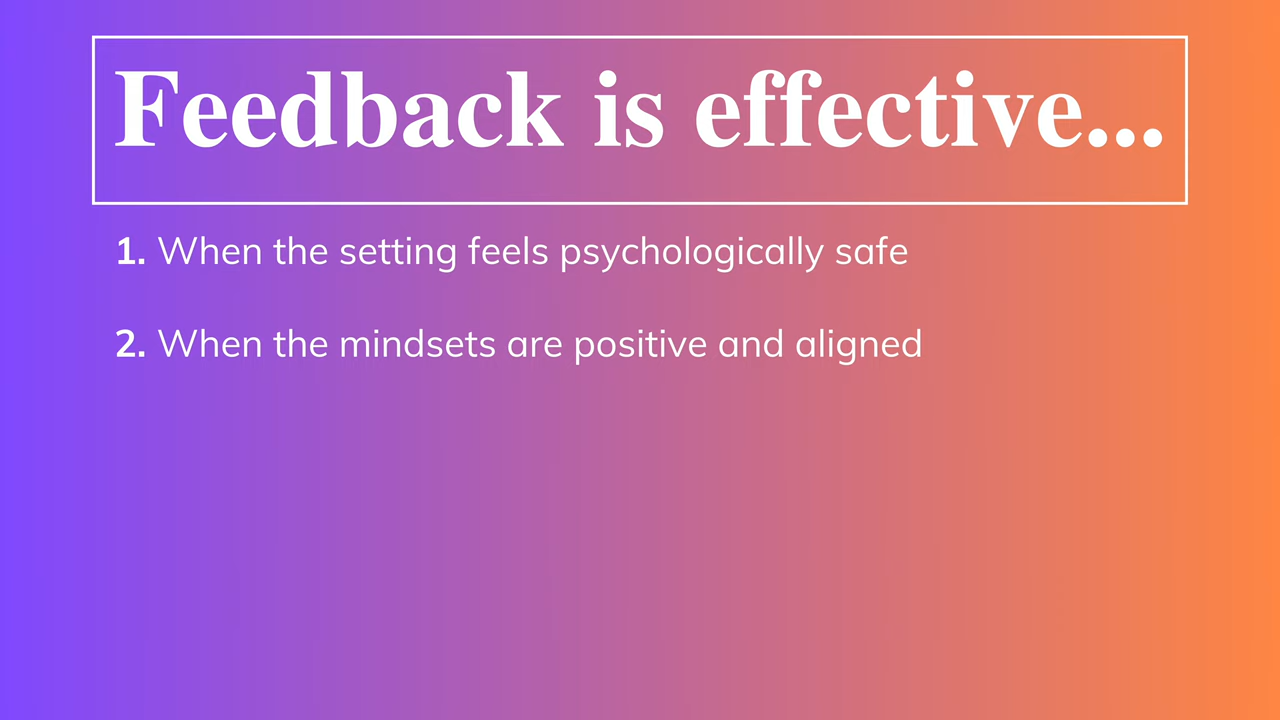 Feedback is effective...
1. When the setting feels psychologically safe
2. When the mindsets are positive and aligned